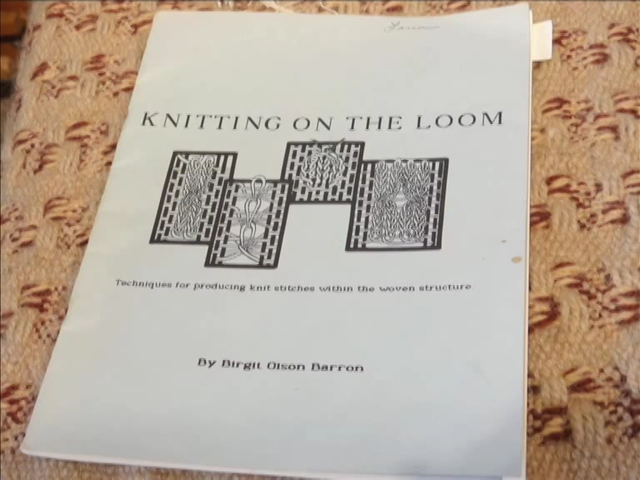 KNITTING ON THE LOOM
Techniques for producing knit stitches within the woven structure
By Birgit Olson Barron